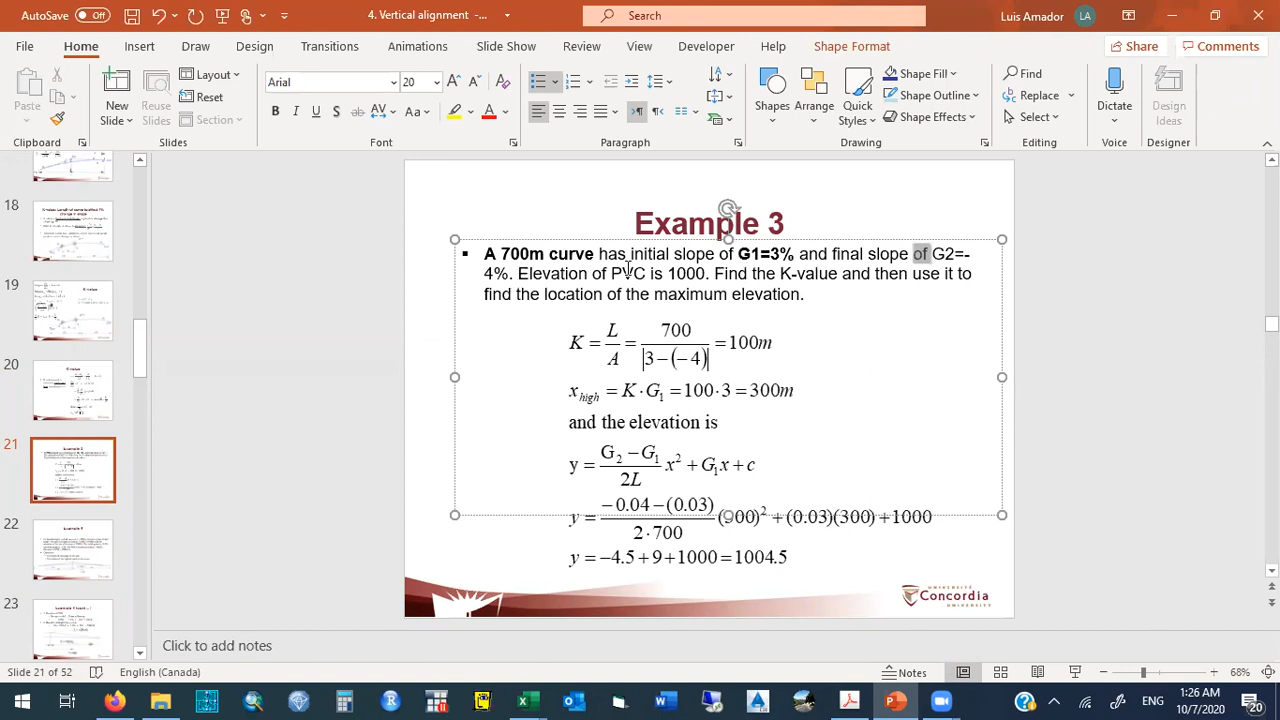 AutoSave Off
4.Vertical alignment ...
Search
Luis Amador LA
File Home Insert Draw Design Transitions Animations Slide Show Review View Developer Help Shape Format Share Comments
Paste
New Slide
Reuse Slides
Layout
Reset
Section
Arial 20
B I U S ab AV Aa A A
Shapes Arrange Quick Styles
Shape Fill
Shape Outline
Shape Effects
Find
Replace
Select
Dictate
Design Ideas
Clipboard Slides Font Paragraph Drawing Editing Voice Designer
18
19
20
21
22
23
Example 3
▪ A 700m curve has initial slope of G1=3% and final slope of G2=-
4%. Elevation of PVC is 1000. Find the K-value and then use it to
find the location of the maximum elevation.
K = L/A = 700/|3−(−4)| = 100m
x_high = K·G₁ = 100·3 = 300m
and the elevation is
y = (G₂ −G₁)/2L x² + G₁x + c
y = (−0.04−(0.03))/(2·700) (300)² + (0.03)(300) +1000
y = −4.5+9+1000 =1004.5
UNIVERSITÉ
Concordia
UNIVERSITY
Click to add notes
Slide 21 of 52 English (Canada) Notes 68%
ENG 1:26 AM
10/7/2020 20